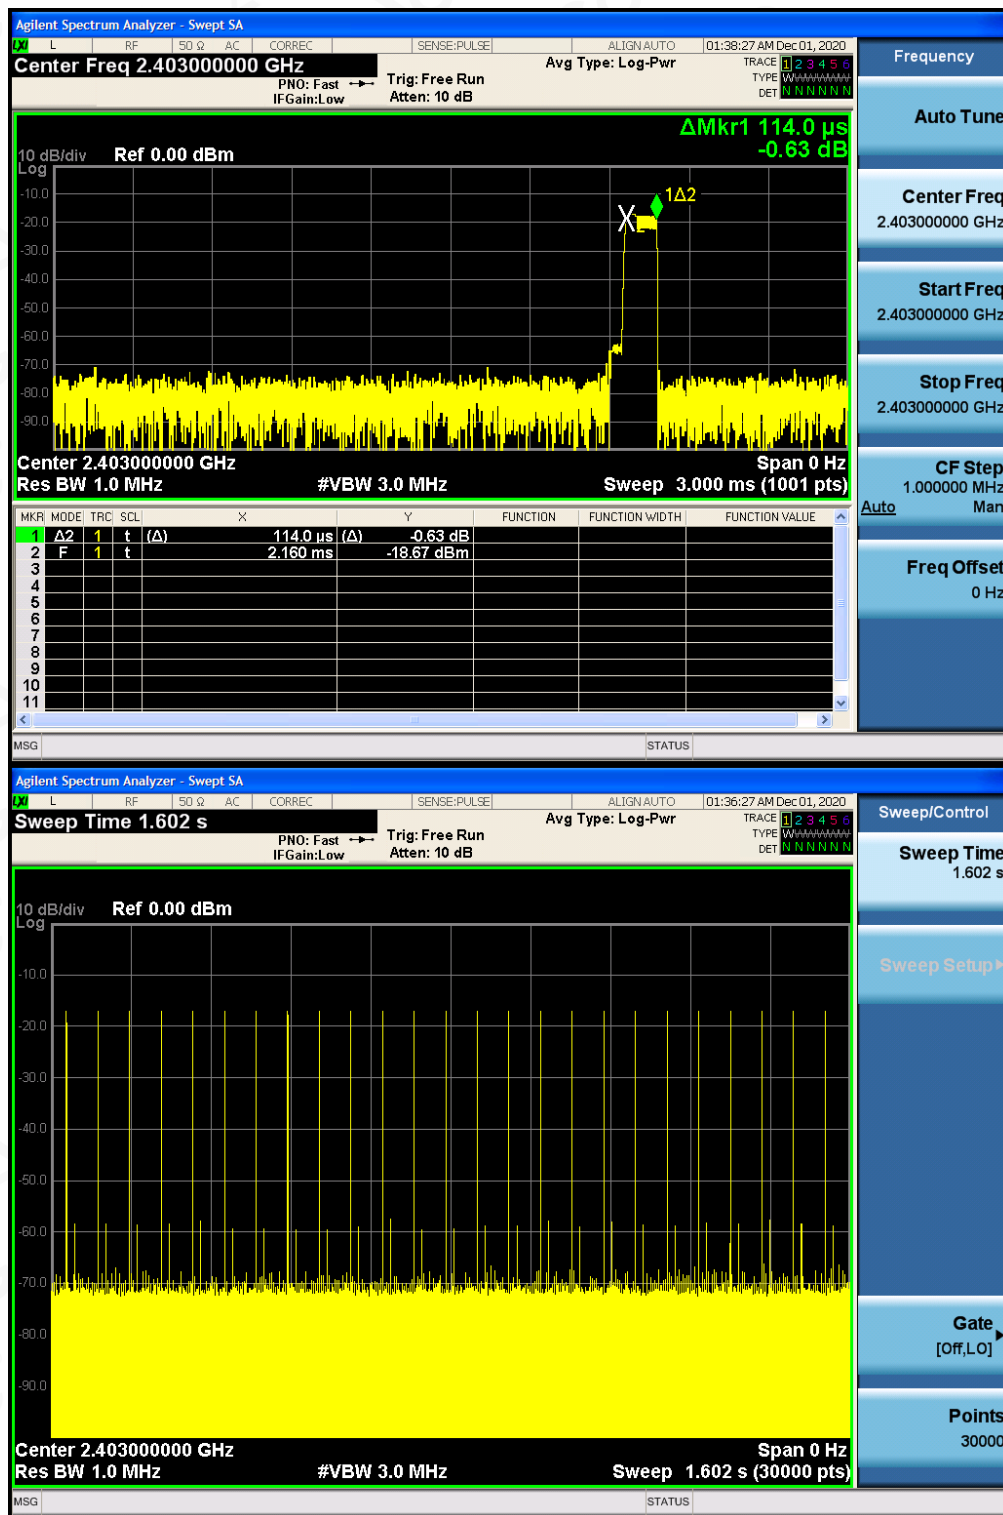 Agilent Spectrum Analyzer - Swept SA
LXI L RF 50 Ω AC CORREC SENSE:PULSE ALIGN AUTO 01:38:27 AM Dec 01, 2020
Center Freq 2.403000000 GHz
PNO: Fast
IFGain:Low
Trig: Free Run
Atten: 10 dB
Avg Type: Log-Pwr
TRACE 1 2 3 4 5 6
TYPE W
DET N N N N N N
ΔMkr1 114.0 µs
-0.63 dB
10 dB/div Ref 0.00 dBm
Log
-10.0
-20.0
-30.0
-40.0
-50.0
-60.0
-70.0
-80.0
-90.0
X
2
1Δ2
Center 2.403000000 GHz Span 0 Hz
Res BW 1.0 MHz #VBW 3.0 MHz Sweep 3.000 ms (1001 pts)
MKR MODE TRC SCL X Y FUNCTION FUNCTION WIDTH FUNCTION VALUE
1 Δ2 1 t (Δ) 114.0 µs (Δ) -0.63 dB
2 F 1 t 2.160 ms -18.67 dBm
3
4
5
6
7
8
9
10
11
MSG STATUS
Frequency
Auto Tune
Center Freq
2.403000000 GHz
Start Freq
2.403000000 GHz
Stop Freq
2.403000000 GHz
CF Step
1.000000 MHz
Auto Man
Freq Offset
0 Hz
Agilent Spectrum Analyzer - Swept SA
LXI L RF 50 Ω AC CORREC SENSE:PULSE ALIGN AUTO 01:36:27 AM Dec 01, 2020
Sweep Time 1.602 s
PNO: Fast
IFGain:Low
Trig: Free Run
Atten: 10 dB
Avg Type: Log-Pwr
TRACE 1 2 3 4 5 6
TYPE W
DET N N N N N N
10 dB/div Ref 0.00 dBm
Log
-10.0
-20.0
-30.0
-40.0
-50.0
-60.0
-70.0
-80.0
-90.0
Center 2.403000000 GHz Span 0 Hz
Res BW 1.0 MHz #VBW 3.0 MHz Sweep 1.602 s (30000 pts)
MSG STATUS
Sweep/Control
Sweep Time
1.602 s
Sweep Setup
Gate
[Off,LO]
Points
30000